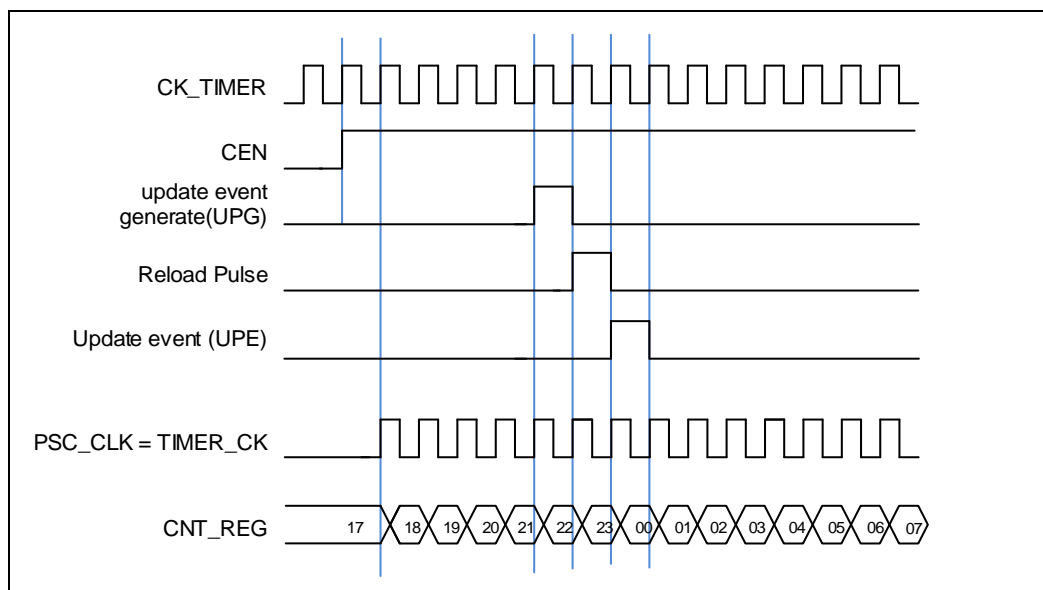 CK_TIMER
CEN
update event
generate(UPG)
Reload Pulse
Update event (UPE)
PSC_CLK = TIMER_CK
CNT_REG 17 18 19 20 21 22 23 00 01 02 03 04 05 06 07